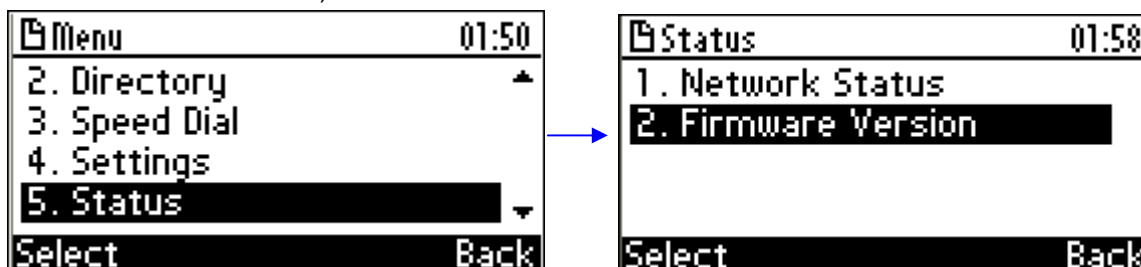 Menu 01:50
2. Directory
3. Speed Dial
4. Settings
5. Status
Select Back
Status 01:58
1. Network Status
2. Firmware Version
Select Back